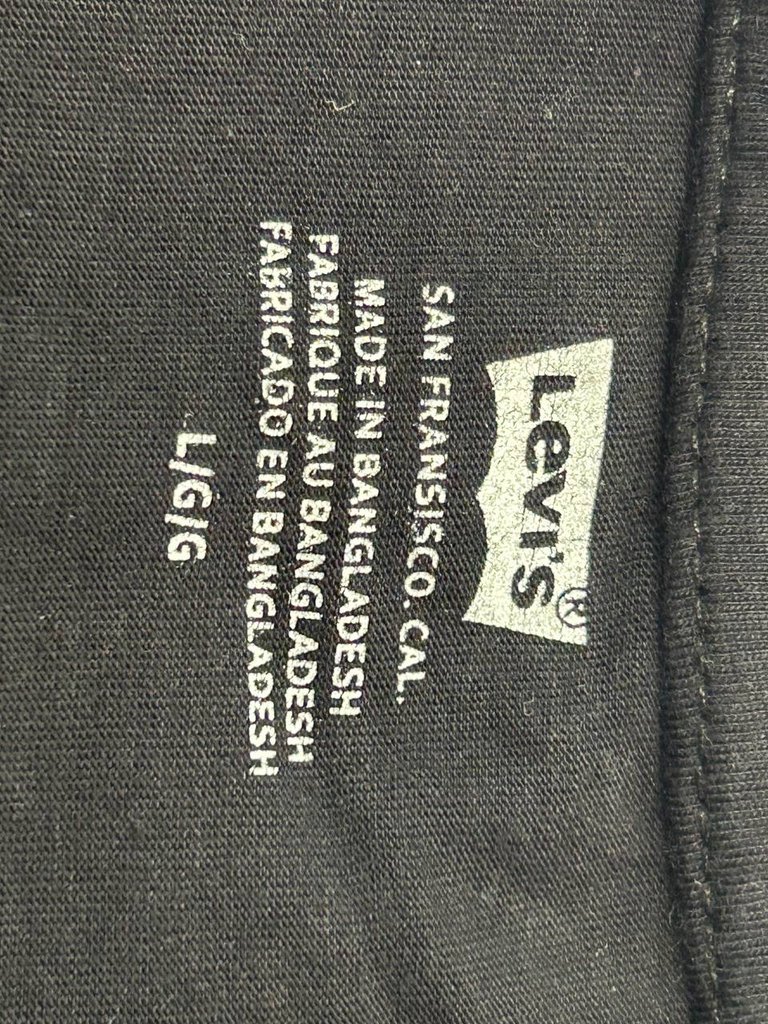 Levi's®
SAN FRANSISCO. CAL.
MADE IN BANGLADESH
FABRIQUE AU BANGLADESH
FABRICADO EN BANGLADESH
L/G/G